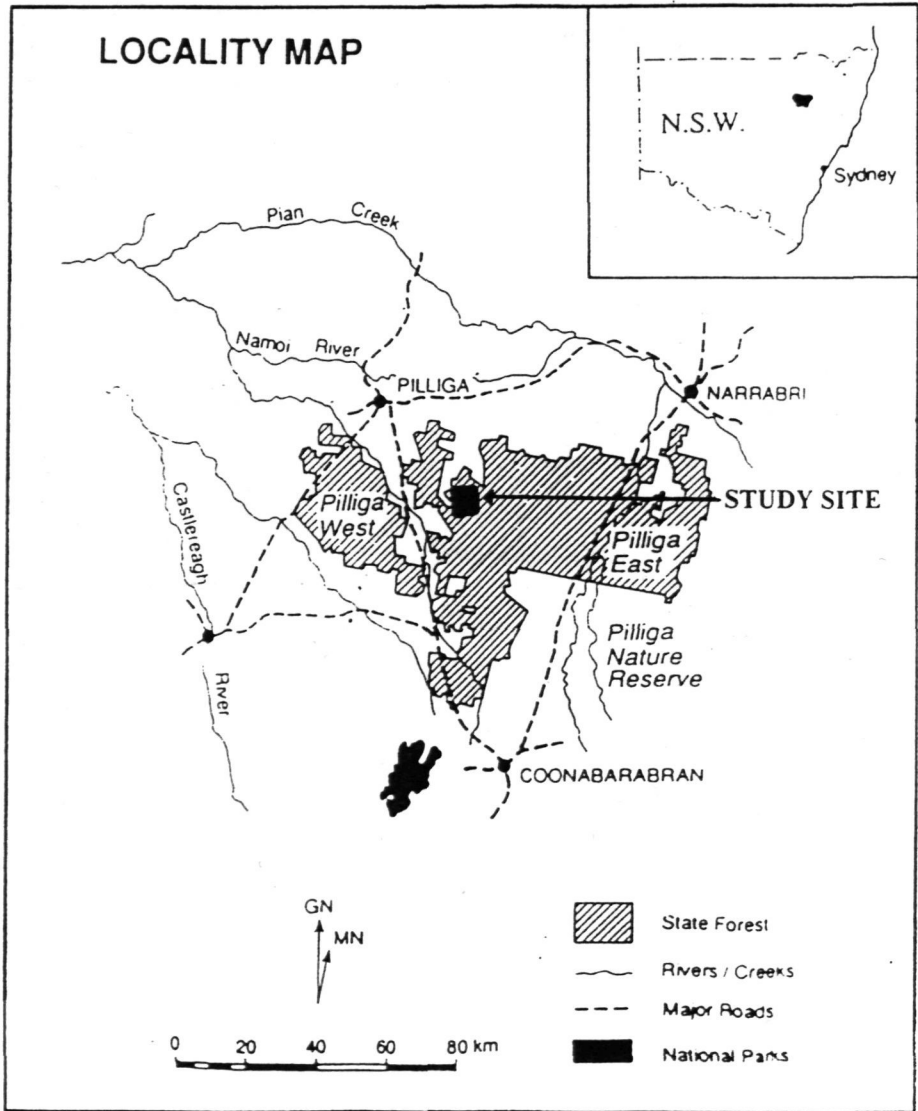 LOCALITY MAP
N.S.W.
Sydney
Pian Creek
Namoi River
PILLIGA
NARRABRI
Castlereagh River
Pilliga
West
STUDY SITE
Pilliga
East
Pilliga
Nature
Reserve
COONABARABRAN
GN
MN
State Forest
Rivers / Creeks
Major Roads
National Parks
0 20 40 60 80 km